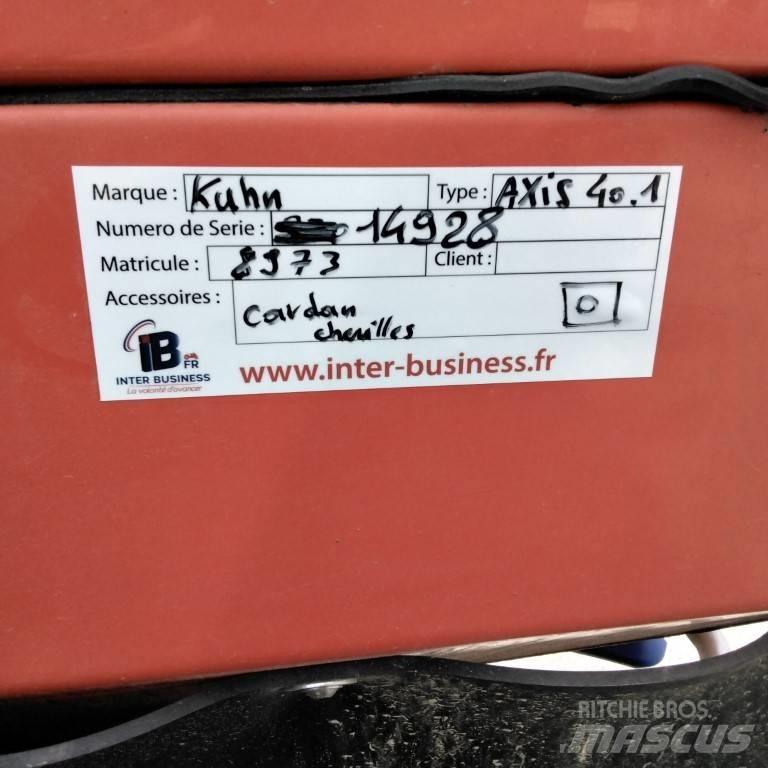 Marque : Kuhn Type : AXIS 40.1
Numero de Serie : 14928
Matricule : 8973 Client :
Accessoires : Cardan 0
chevilles
IB FR
INTER BUSINESS
La volonté d'avancer
www.inter-business.fr
RITCHIE BROS.
MASCUS